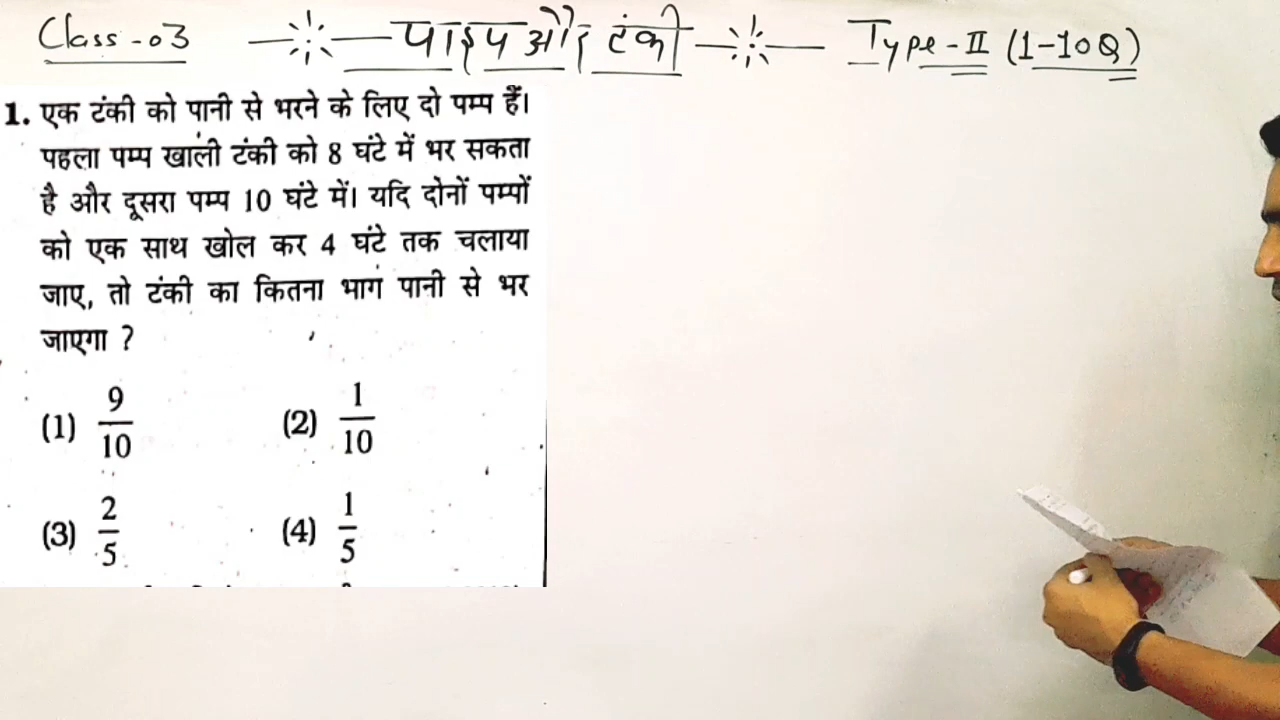 Class-03 पाइप और टंकी Type-II (1-10Q)
1. एक टंकी को पानी से भरने के लिए दो पम्प हैं।
पहला पम्प खाली टंकी को 8 घंटे में भर सकता
है और दूसरा पम्प 10 घंटे में। यदि दोनों पम्पों
को एक साथ खोल कर 4 घंटे तक चलाया
जाए, तो टंकी का कितना भाग पानी से भर
जाएगा ?
(1) 9/10 (2) 1/10
(3) 2/5 (4) 1/5